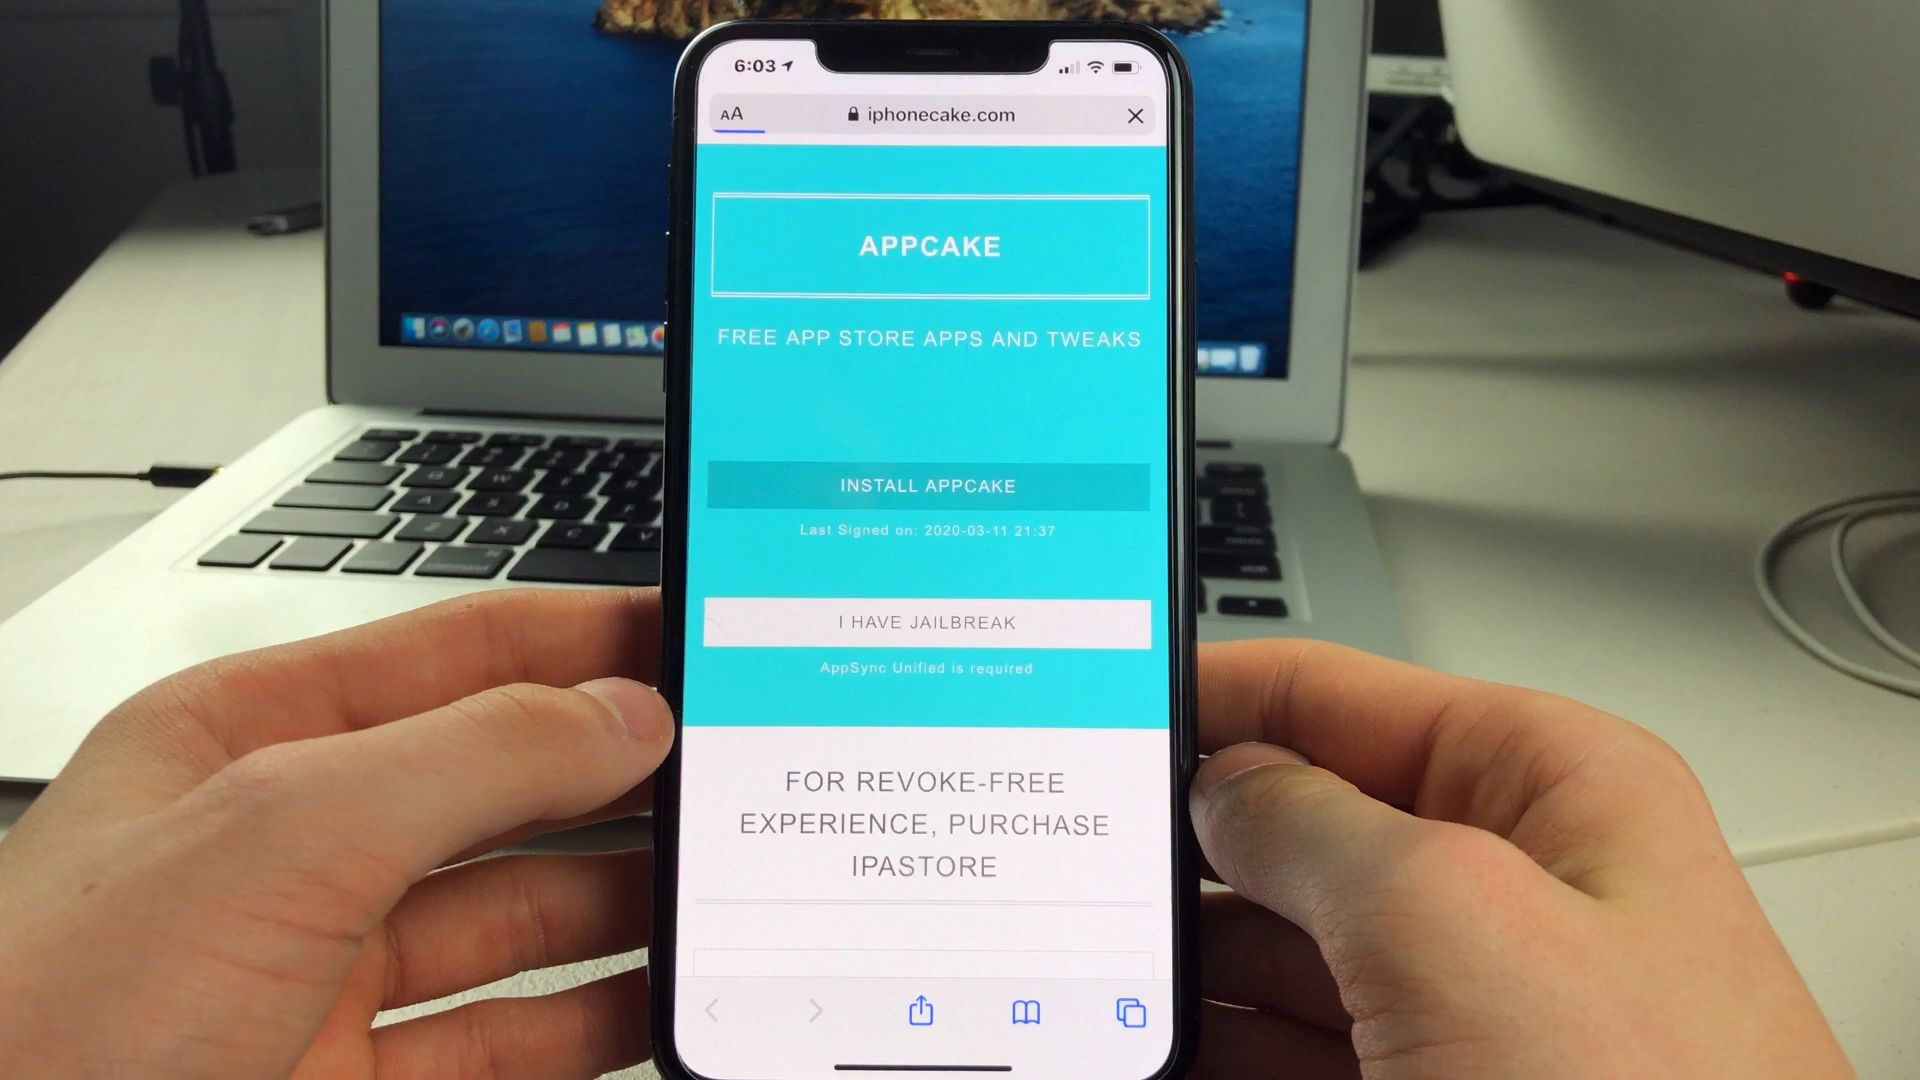 6:03
AA iphonecake.com
APPCAKE
FREE APP STORE APPS AND TWEAKS
INSTALL APPCAKE
Last Signed on: 2020-03-11 21:37
I HAVE JAILBREAK
AppSync Unified is required
FOR REVOKE-FREE
EXPERIENCE, PURCHASE
IPASTORE
W
A
S
D
Z
X
C
V
command